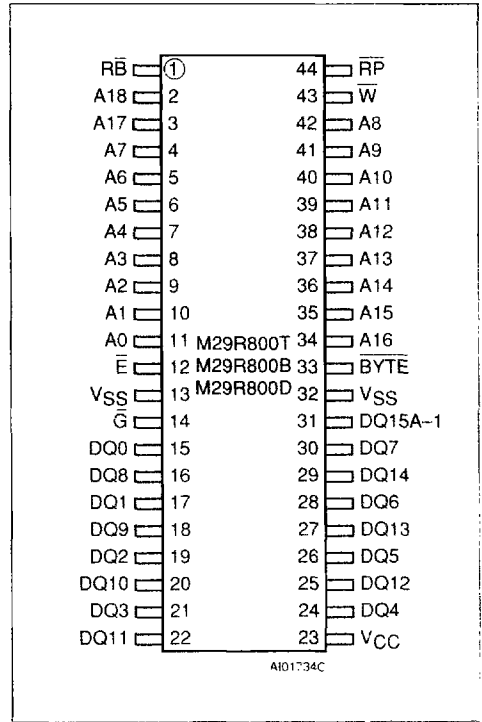 RB̅ 1 44 R̅P̅
A18 2 43 W̅
A17 3 42 A8
A7 4 41 A9
A6 5 40 A10
A5 6 39 A11
A4 7 38 A12
A3 8 37 A13
A2 9 36 A14
A1 10 35 A15
A0 11 M29R800T 34 A16
E̅ 12 M29R800B 33 B̅Y̅T̅E̅
VSS 13 M29R800D 32 VSS
G̅ 14 31 DQ15A-1
DQ0 15 30 DQ7
DQ8 16 29 DQ14
DQ1 17 28 DQ6
DQ9 18 27 DQ13
DQ2 19 26 DQ5
DQ10 20 25 DQ12
DQ3 21 24 DQ4
DQ11 22 23 VCC
AI01734C